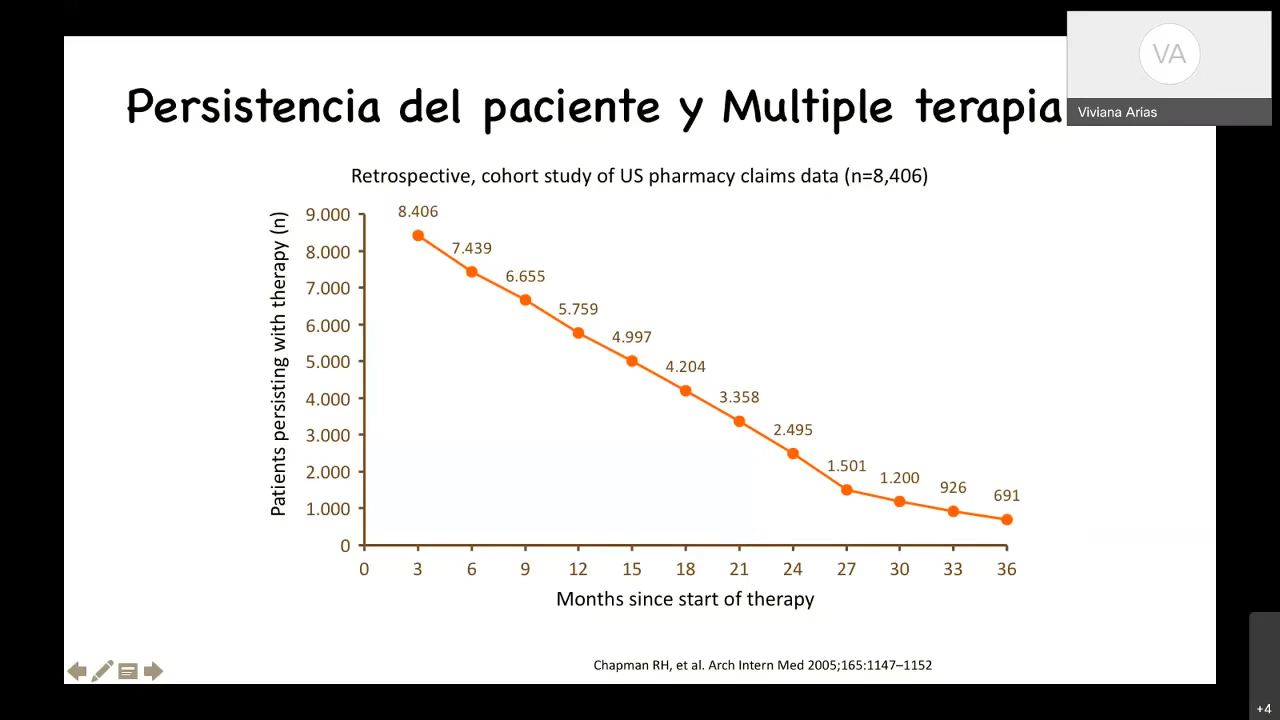 VA
Viviana Arias
Persistencia del paciente y Multiple terapia
Retrospective, cohort study of US pharmacy claims data (n=8,406)
Patients persisting with therapy (n)
9.000
8.000
7.000
6.000
5.000
4.000
3.000
2.000
1.000
0
8.406
7.439
6.655
5.759
4.997
4.204
3.358
2.495
1.501
1.200
926
691
0 3 6 9 12 15 18 21 24 27 30 33 36
Months since start of therapy
Chapman RH, et al. Arch Intern Med 2005;165:1147–1152
+4